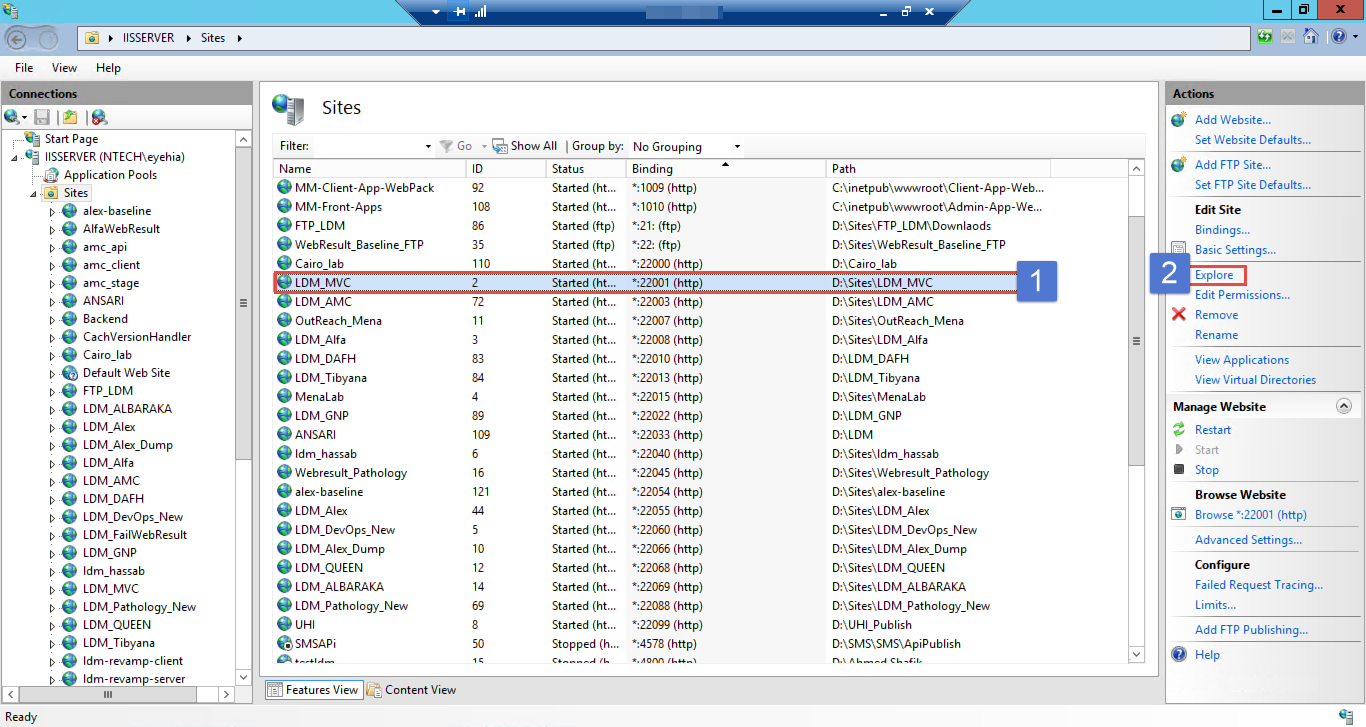 IISSERVER Sites
File View Help
Connections
Start Page
IISSERVER (NTECH\eyehia)
Application Pools
Sites
alex-baseline
AlfaWebResult
amc_api
amc_client
amc_stage
ANSARI
Backend
CachVersionHandler
Cairo_lab
Default Web Site
FTP_LDM
LDM_ALBARAKA
LDM_Alex
LDM_Alex_Dump
LDM_Alfa
LDM_AMC
LDM_DAFH
LDM_DevOps_New
LDM_FailWebResult
LDM_GNP
ldm_hassab
LDM_MVC
LDM_Pathology_New
LDM_QUEEN
LDM_Tibyana
ldm-revamp-client
ldm-revamp-server
Sites
Filter: Go Show All Group by: No Grouping
Name ID Status Binding Path
MM-Client-App-WebPack 92 Started (ht... *:1009 (http) C:\inetpub\wwwroot\Client-App-Web...
MM-Front-Apps 108 Started (ht... *:1010 (http) C:\inetpub\wwwroot\Admin-App-We...
FTP_LDM 86 Started (ftp) *:21: (ftp) D:\Sites\FTP_LDM\Downlaods
WebResult_Baseline_FTP 35 Started (ftp) *:22: (ftp) D:\Sites\WebResult_Baseline_FTP
Cairo_lab 110 Started (ht... *:22000 (http) D:\Cairo_lab
LDM_MVC 2 Started (ht... *:22001 (http) D:\Sites\LDM_MVC 1
LDM_AMC 72 Started (ht... *:22003 (http) D:\Sites\LDM_AMC
OutReach_Mena 11 Started (ht... *:22007 (http) D:\Sites\OutReach_Mena
LDM_Alfa 3 Started (ht... *:22008 (http) D:\Sites\LDM_Alfa
LDM_DAFH 83 Started (ht... *:22010 (http) D:\LDM_DAFH
LDM_Tibyana 84 Started (ht... *:22013 (http) D:\LDM_Tibyana
MenaLab 4 Started (ht... *:22015 (http) D:\Sites\MenaLab
LDM_GNP 89 Started (ht... *:22022 (http) D:\LDM_GNP
ANSARI 109 Started (ht... *:22033 (http) D:\LDM
ldm_hassab 6 Started (ht... *:22040 (http) D:\Sites\ldm_hassab
Webresult_Pathology 16 Started (ht... *:22045 (http) D:\Sites\Webresult_Pathology
alex-baseline 121 Started (ht... *:22054 (http) D:\Sites\alex-baseline
LDM_Alex 44 Started (ht... *:22055 (http) D:\Sites\LDM_Alex
LDM_DevOps_New 5 Started (ht... *:22060 (http) D:\Sites\LDM_DevOps_New
LDM_Alex_Dump 10 Started (ht... *:22066 (http) D:\Sites\LDM_Alex_Dump
LDM_QUEEN 12 Started (ht... *:22068 (http) D:\Sites\LDM_QUEEN
LDM_ALBARAKA 14 Started (ht... *:22069 (http) D:\Sites\LDM_ALBARAKA
LDM_Pathology_New 69 Started (ht... *:22088 (http) D:\Sites\LDM_Pathology_New
UHI 8 Started (ht... *:22099 (http) D:\UHI_Publish
SMSAPi 50 Stopped (h... *:4578 (http) D:\SMS\SMS\ApiPublish
testldm 15 Stopped (h... *:4800 (http) D:\Ahmed Shafik
Features View Content View
Actions
Add Website...
Set Website Defaults...
Add FTP Site...
Set FTP Site Defaults...
Edit Site
Bindings...
Basic Settings...
2 Explore
Edit Permissions...
Remove
Rename
View Applications
View Virtual Directories
Manage Website
Restart
Start
Stop
Browse Website
Browse *:22001 (http)
Advanced Settings...
Configure
Failed Request Tracing...
Limits...
Add FTP Publishing...
Help
Ready